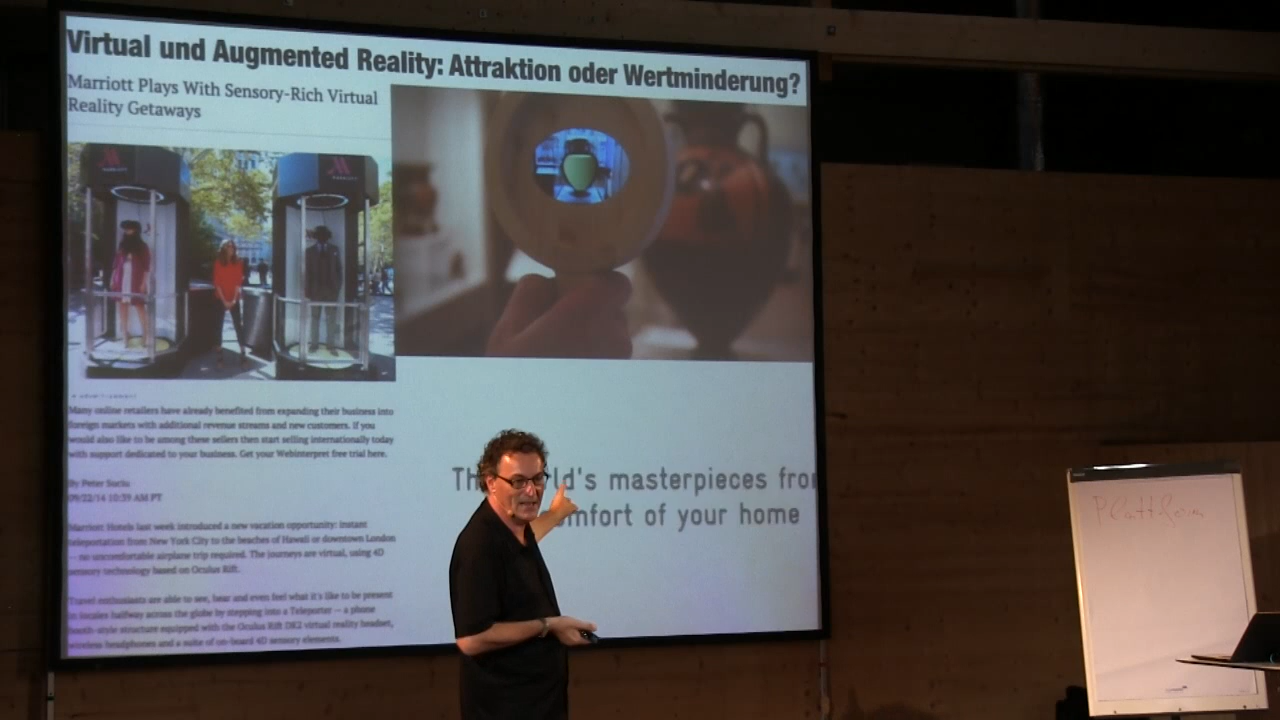 Virtual und Augmented Reality: Attraktion oder Wertminderung?
Marriott Plays With Sensory-Rich Virtual
Reality Getaways
MARRIOTT
Many online retailers have already benefited from expanding their business into
foreign markets with additional revenue streams and new customers. If you
would also like to be among these sellers then start selling internationally today
with support dedicated to your business. Get your Webinterpret free trial here.
By Peter Suciu
09/22/14 10:39 AM PT
Marriott Hotels last week introduced a new vacation opportunity: instant
teleportation from New York City to the beaches of Hawaii or downtown London
-- no uncomfortable airplane trip required. The journeys are virtual, using 4D
sensory technology based on Oculus Rift.
Travel enthusiasts are able to see, hear and even feel what it's like to be present
in locales halfway across the globe by stepping into a Teleporter -- a phone
booth-style structure equipped with the Oculus Rift DK2 virtual reality headset,
wireless headphones and a suite of on-board 4D sensory elements.
Th ld's masterpieces fro
mfort of your home
Plattform